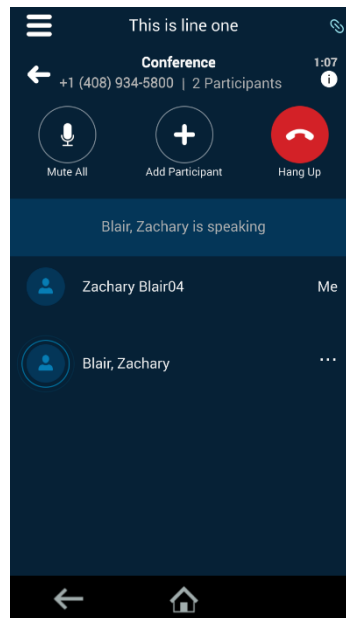 This is line one
Conference
1:07
+1 (408) 934-5800 | 2 Participants
Mute All
Add Participant
Hang Up
Blair, Zachary is speaking
Zachary Blair04
Me
Blair, Zachary
...